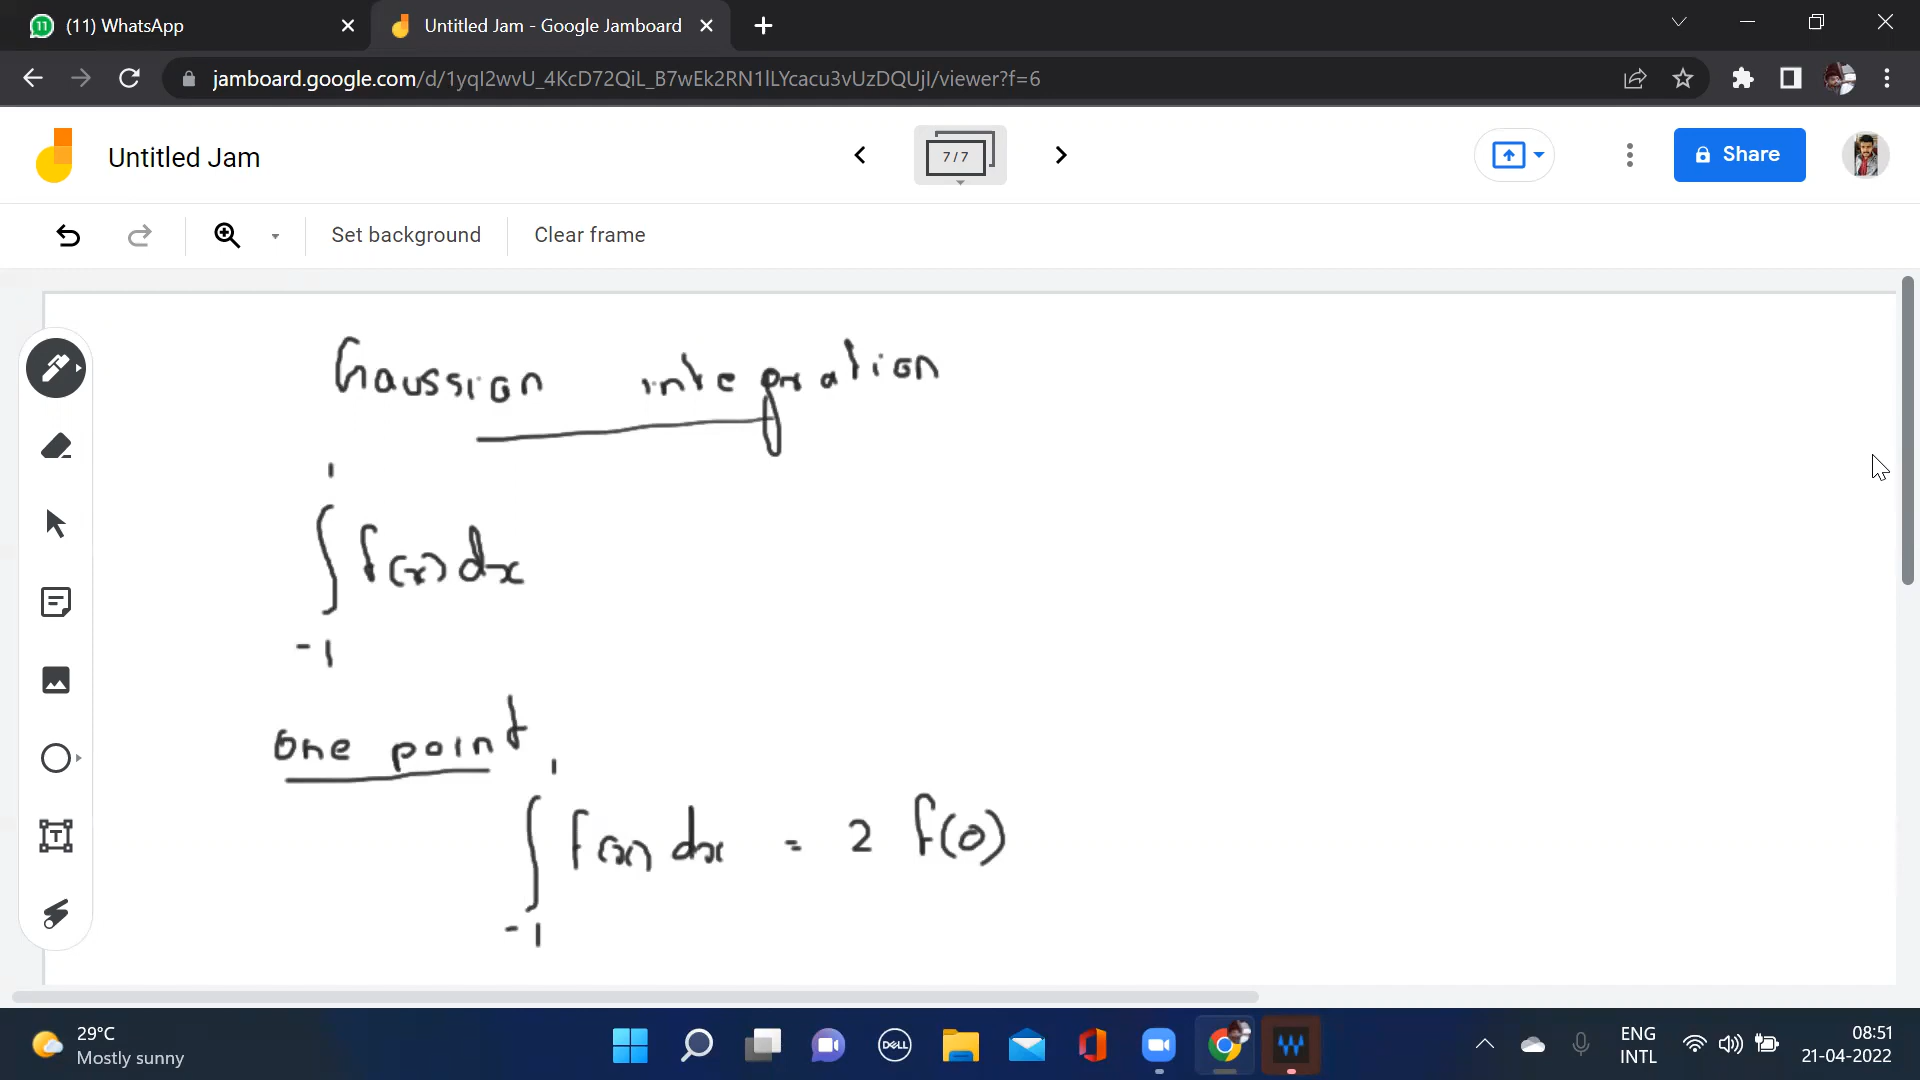 (11) WhatsApp
Untitled Jam - Google Jamboard
jamboard.google.com/d/1yqI2wvU_4KcD72QiL_B7wEk2RN1lLYcacu3vUzDQUjI/viewer?f=6
Untitled Jam
7 / 7
Share
Set background
Clear frame
Gaussian integration
∫_{-1}^{1} f(x) dx
One point
∫_{-1}^{1} f(x) dx = 2 f(0)
29°C
Mostly sunny
DELL
ENG
INTL
08:51
21-04-2022